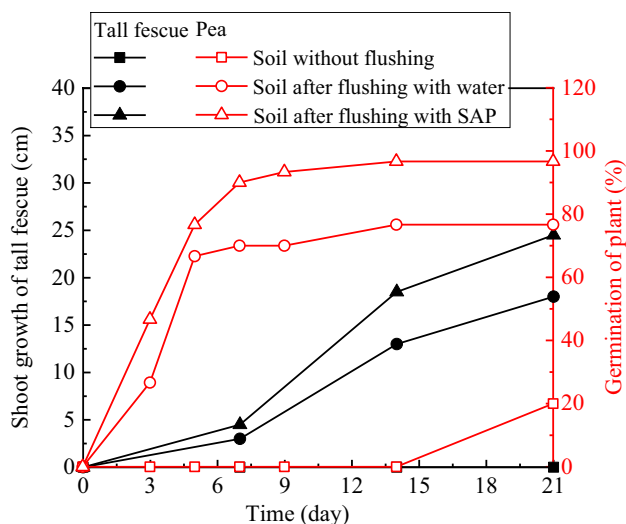 Tall fescue Pea
Soil without flushing
Soil after flushing with water
Soil after flushing with SAP
40
35
30
25
20
15
10
5
0
Shoot growth of tall fescue (cm)
120
100
80
60
40
20
0
Germination of plant (%)
0 3 6 9 12 15 18 21
Time (day)